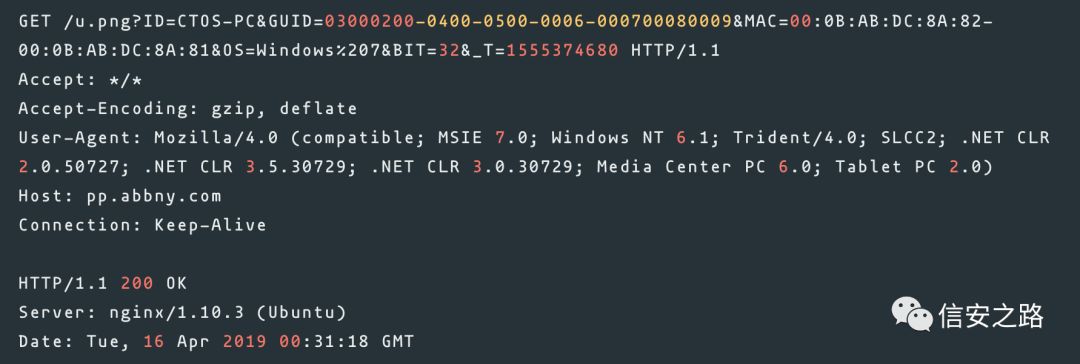 GET /u.png?ID=CTOS-PC&GUID=03000200-0400-0500-0006-000700080009&MAC=00:0B:AB:DC:8A:82-
00:0B:AB:DC:8A:81&OS=Windows%207&BIT=32&_T=1555374680 HTTP/1.1
Accept: */*
Accept-Encoding: gzip, deflate
User-Agent: Mozilla/4.0 (compatible; MSIE 7.0; Windows NT 6.1; Trident/4.0; SLCC2; .NET CLR
2.0.50727; .NET CLR 3.5.30729; .NET CLR 3.0.30729; Media Center PC 6.0; Tablet PC 2.0)
Host: pp.abbny.com
Connection: Keep-Alive

HTTP/1.1 200 OK
Server: nginx/1.10.3 (Ubuntu)
Date: Tue, 16 Apr 2019 00:31:18 GMT
信安之路